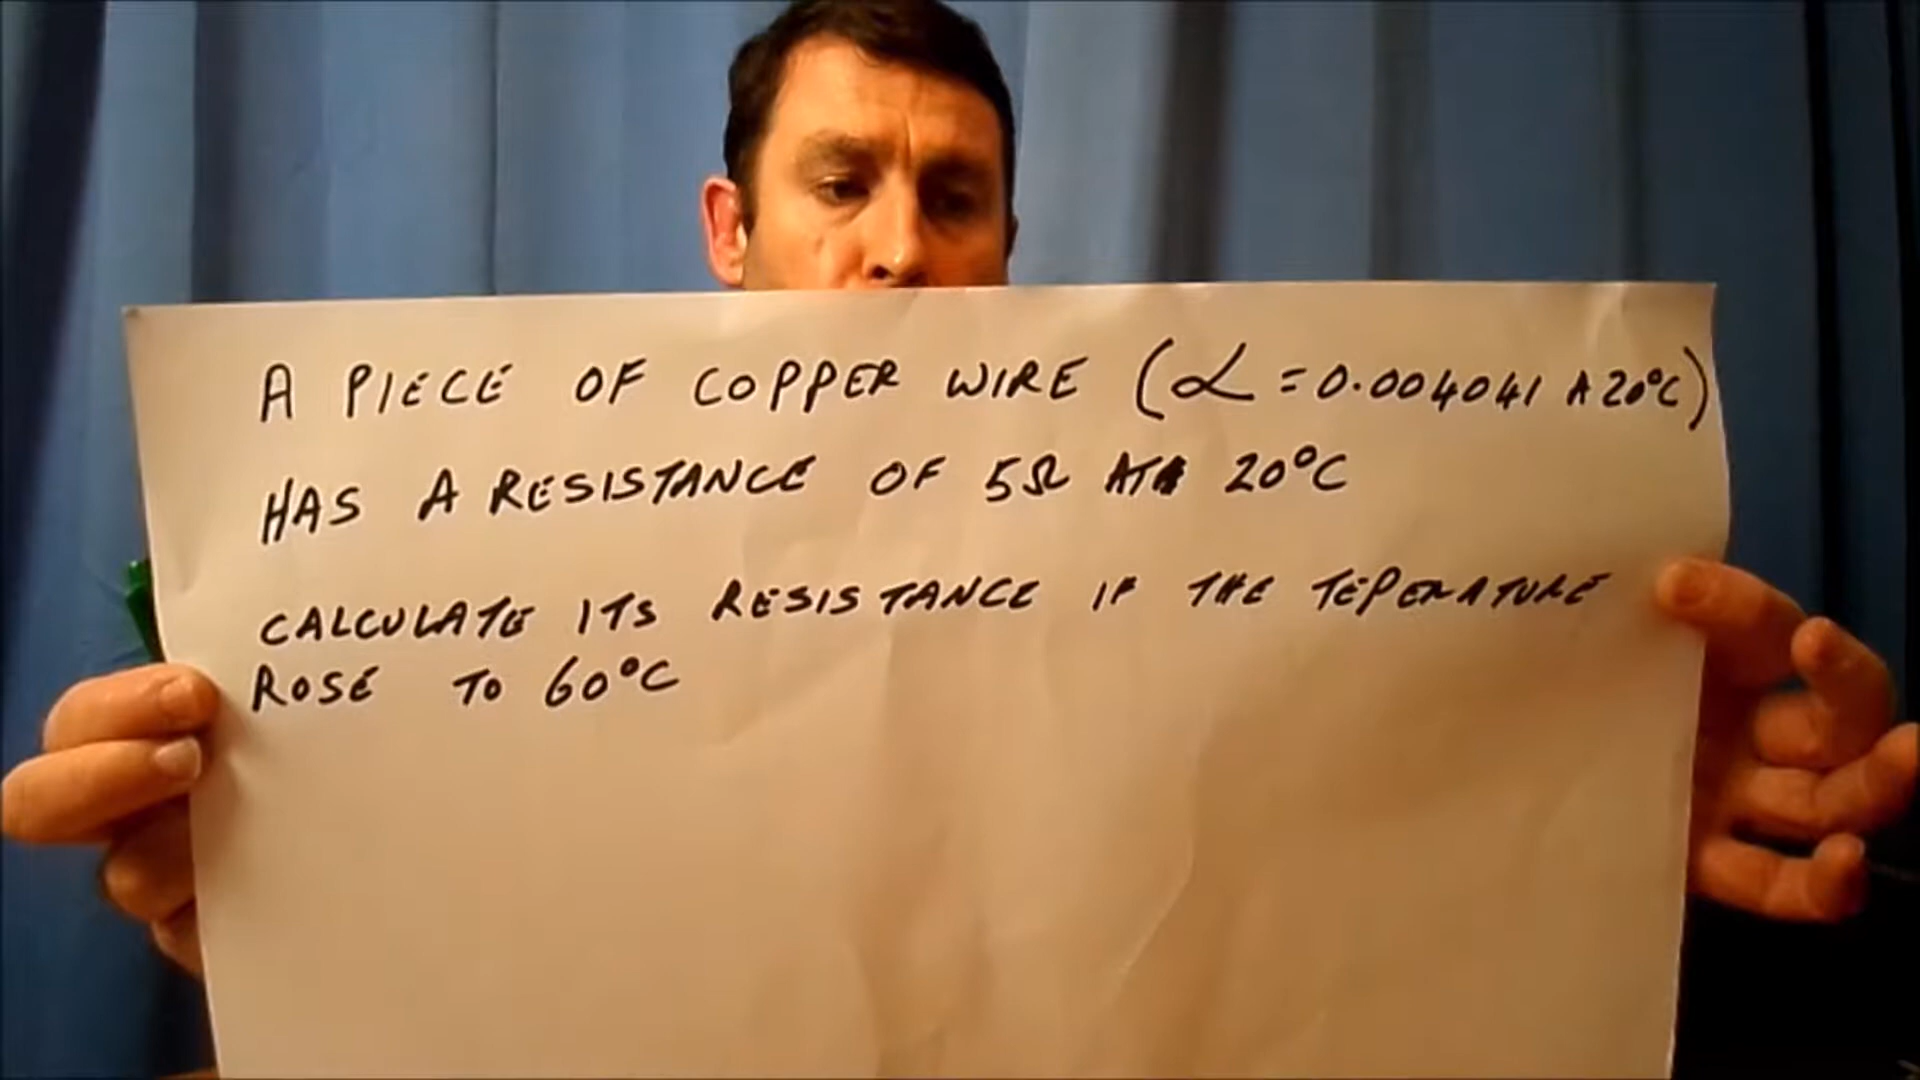 A PIECE OF COPPER WIRE (α = 0.004041 A 20°C)
HAS A RESISTANCE OF 5Ω AT 20°C
CALCULATE ITS RESISTANCE IF THE TEPERATURE
ROSE TO 60°C